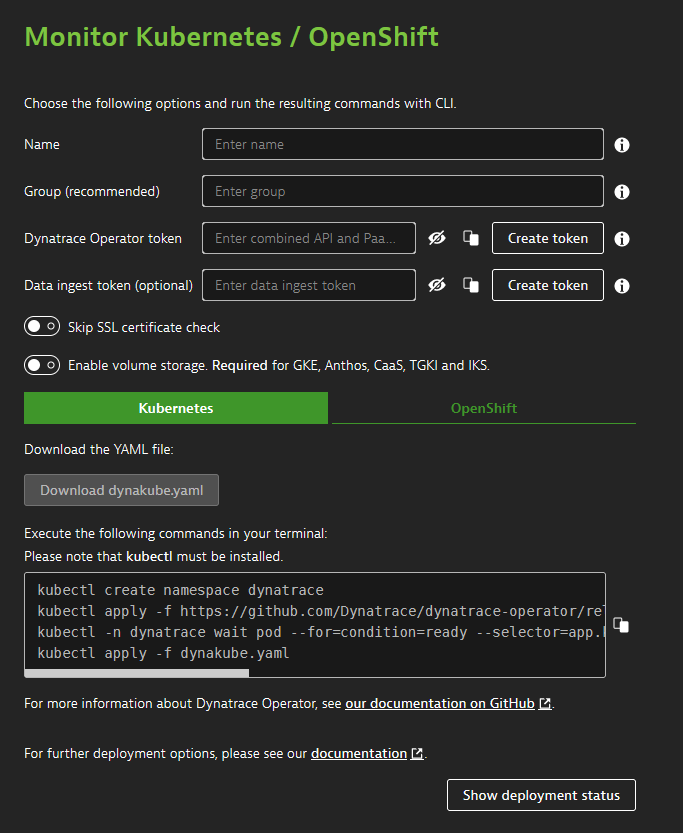 Monitor Kubernetes / OpenShift
Choose the following options and run the resulting commands with CLI.
Name
Enter name
Group (recommended)
Enter group
Dynatrace Operator token
Enter combined API and Paa...
Create token
Data ingest token (optional)
Enter data ingest token
Create token
Skip SSL certificate check
Enable volume storage. Required for GKE, Anthos, CaaS, TGKI and IKS.
Kubernetes
OpenShift
Download the YAML file:
Download dynakube.yaml
Execute the following commands in your terminal:
Please note that kubectl must be installed.
kubectl create namespace dynatrace
kubectl apply -f https://github.com/Dynatrace/dynatrace-operator/re
kubectl -n dynatrace wait pod --for=condition=ready --selector=app.
kubectl apply -f dynakube.yaml
For more information about Dynatrace Operator, see our documentation on GitHub.
For further deployment options, please see our documentation.
Show deployment status